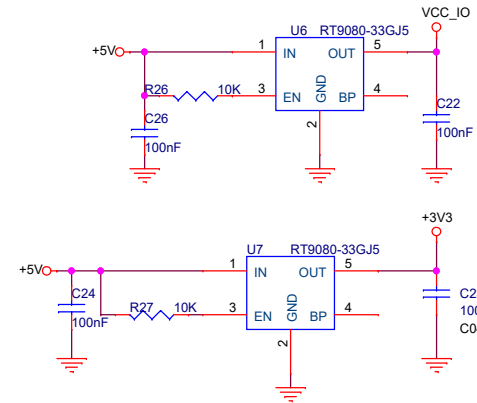 VCC_IO
U6 RT9080-33GJ5
+5V
1 IN OUT 5
R26 10K 3 EN GND BP 4
C26
100nF
2
C22
100nF
+3V3
U7 RT9080-33GJ5
+5V
1 IN OUT 5
C24
100nF
R27 10K 3 EN GND BP 4
2